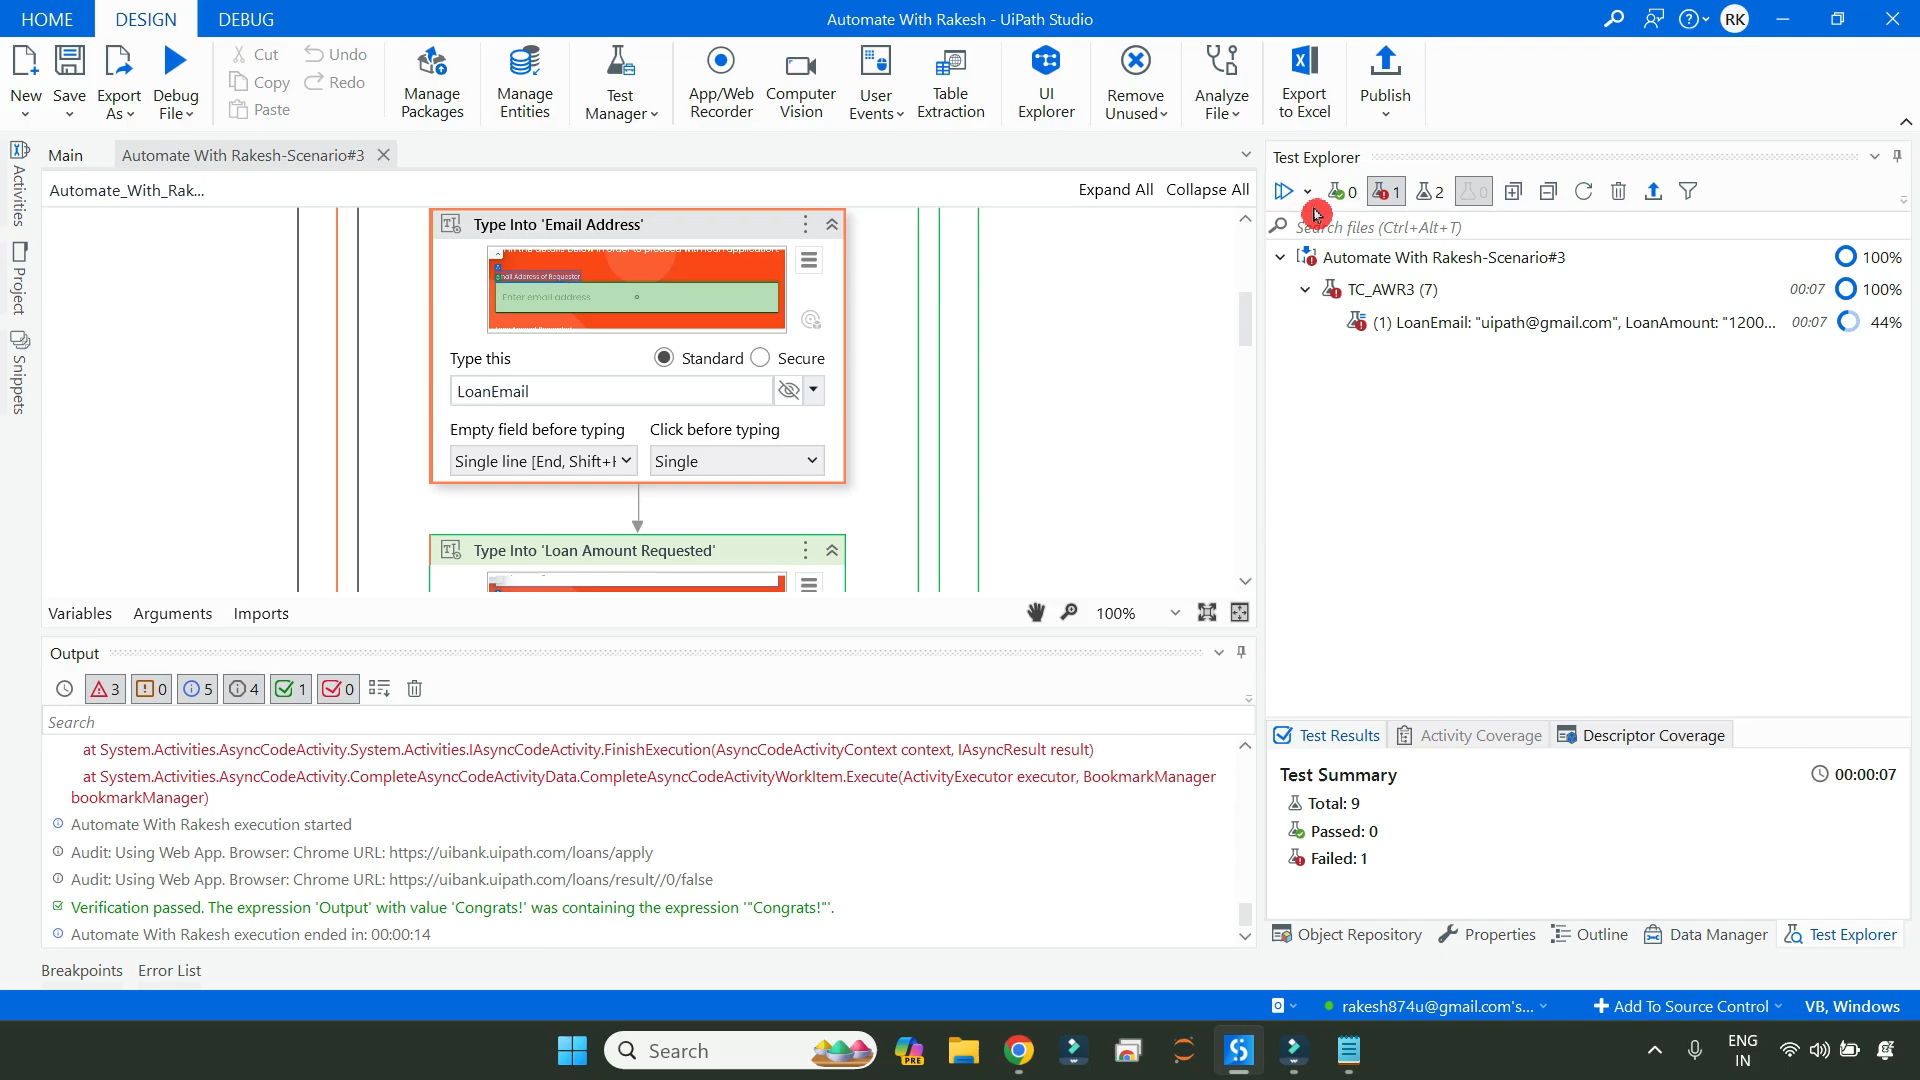 HOME DESIGN DEBUG Automate With Rakesh - UiPath Studio RK
New Save Export As Debug File Cut Copy Paste Undo Redo Manage Packages Manage Entities Test Manager App/Web Recorder Computer Vision User Events Table Extraction UI Explorer Remove Unused Analyze File Export to Excel Publish
Activities
Project
Snippets
Main Automate With Rakesh-Scenario#3
Automate_With_Rak... Expand All Collapse All
Type Into 'Email Address'
Email Address of Requester
Enter email address
Type this Standard Secure
LoanEmail
Empty field before typing Click before typing
Single line [End, Shift+H Single
Type Into 'Loan Amount Requested'
Variables Arguments Imports 100%
Output
3 0 5 4 1 0
Search
at System.Activities.AsyncCodeActivity.System.Activities.IAsyncCodeActivity.FinishExecution(AsyncCodeActivityContext context, IAsyncResult result)
at System.Activities.AsyncCodeActivity.CompleteAsyncCodeActivityData.CompleteAsyncCodeActivityWorkItem.Execute(ActivityExecutor executor, BookmarkManager
bookmarkManager)
Automate With Rakesh execution started
Audit: Using Web App. Browser: Chrome URL: https://uibank.uipath.com/loans/apply
Audit: Using Web App. Browser: Chrome URL: https://uibank.uipath.com/loans/result//0/false
Verification passed. The expression 'Output' with value 'Congrats!' was containing the expression '"Congrats!"'.
Automate With Rakesh execution ended in: 00:00:14
Breakpoints Error List
Test Explorer
0 1 2 0
Search files (Ctrl+Alt+T)
Automate With Rakesh-Scenario#3 100%
TC_AWR3 (7) 00:07 100%
(1) LoanEmail: "uipath@gmail.com", LoanAmount: "1200... 00:07 44%
Test Results Activity Coverage Descriptor Coverage
Test Summary 00:00:07
Total: 9
Passed: 0
Failed: 1
Object Repository Properties Outline Data Manager Test Explorer
rakesh874u@gmail.com's... Add To Source Control VB, Windows
Search PRE ENG
IN